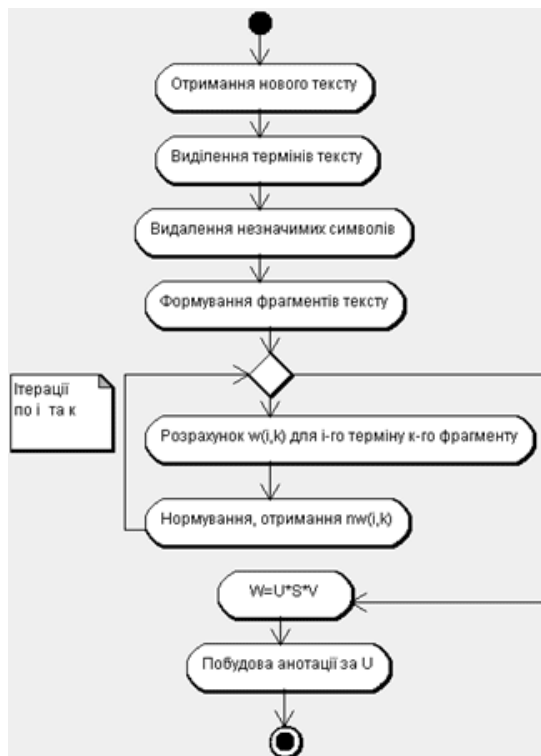 Отримання нового тексту
Виділення термінів тексту
Видалення незначимих символів
Формування фрагментів тексту
Ітерації
по і та к
Розрахунок w(i,k) для і-го терміну к-го фрагменту
Нормування, отримання nw(i,k)
W=U*S*V
Побудова анотації за U